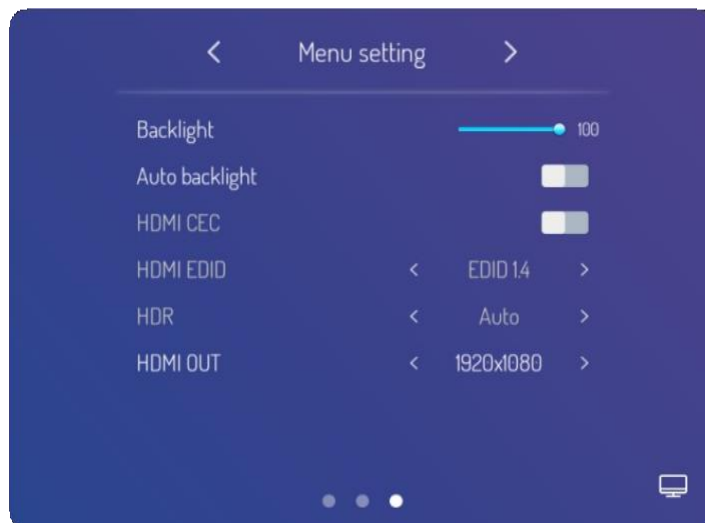 Menu setting
Backlight 100
Auto backlight
HDMI CEC
HDMI EDID EDID 1.4
HDR Auto
HDMI OUT 1920x1080